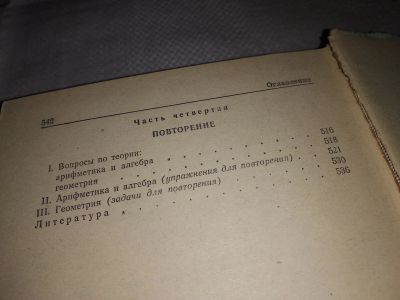 542
Оглавление
Часть четвертая
ПОВТОРЕНИЕ
I. Вопросы по теории:
арифметика и алгебра . . . . . . . . . 516
геометрия . . . . . . . . . . . 518
II. Арифметика и алгебра (упражнения для повторения) . . 521
III. Геометрия (задачи для повторения) . . . . . . 530
Литература . . . . . . . . . . . 535